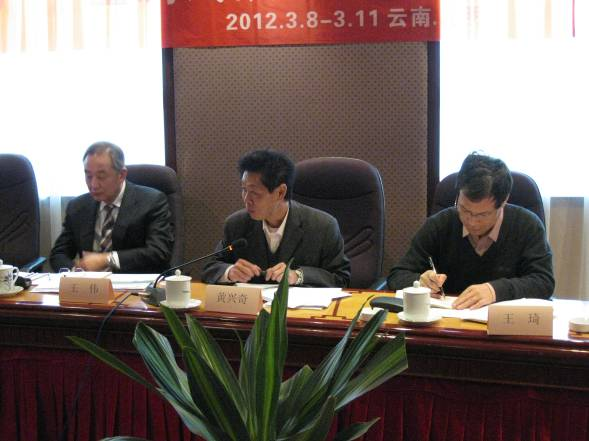 2012.3.8-3.11 云南.
王 伟
黄兴奇
王 琦